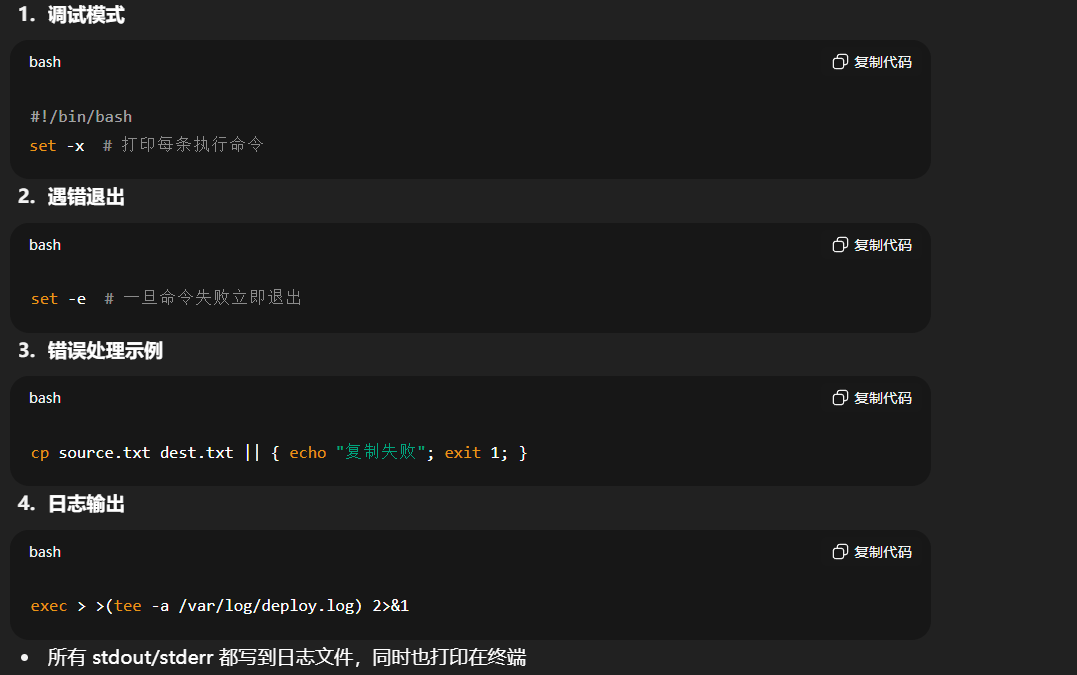 1. 调试模式
bash
复制代码
#!/bin/bash
set -x  # 打印每条执行命令
2. 遇错退出
bash
复制代码
set -e  # 一旦命令失败立即退出
3. 错误处理示例
bash
复制代码
cp source.txt dest.txt || { echo "复制失败"; exit 1; }
4. 日志输出
bash
复制代码
exec > >(tee -a /var/log/deploy.log) 2>&1
• 所有 stdout/stderr 都写到日志文件，同时也打印在终端